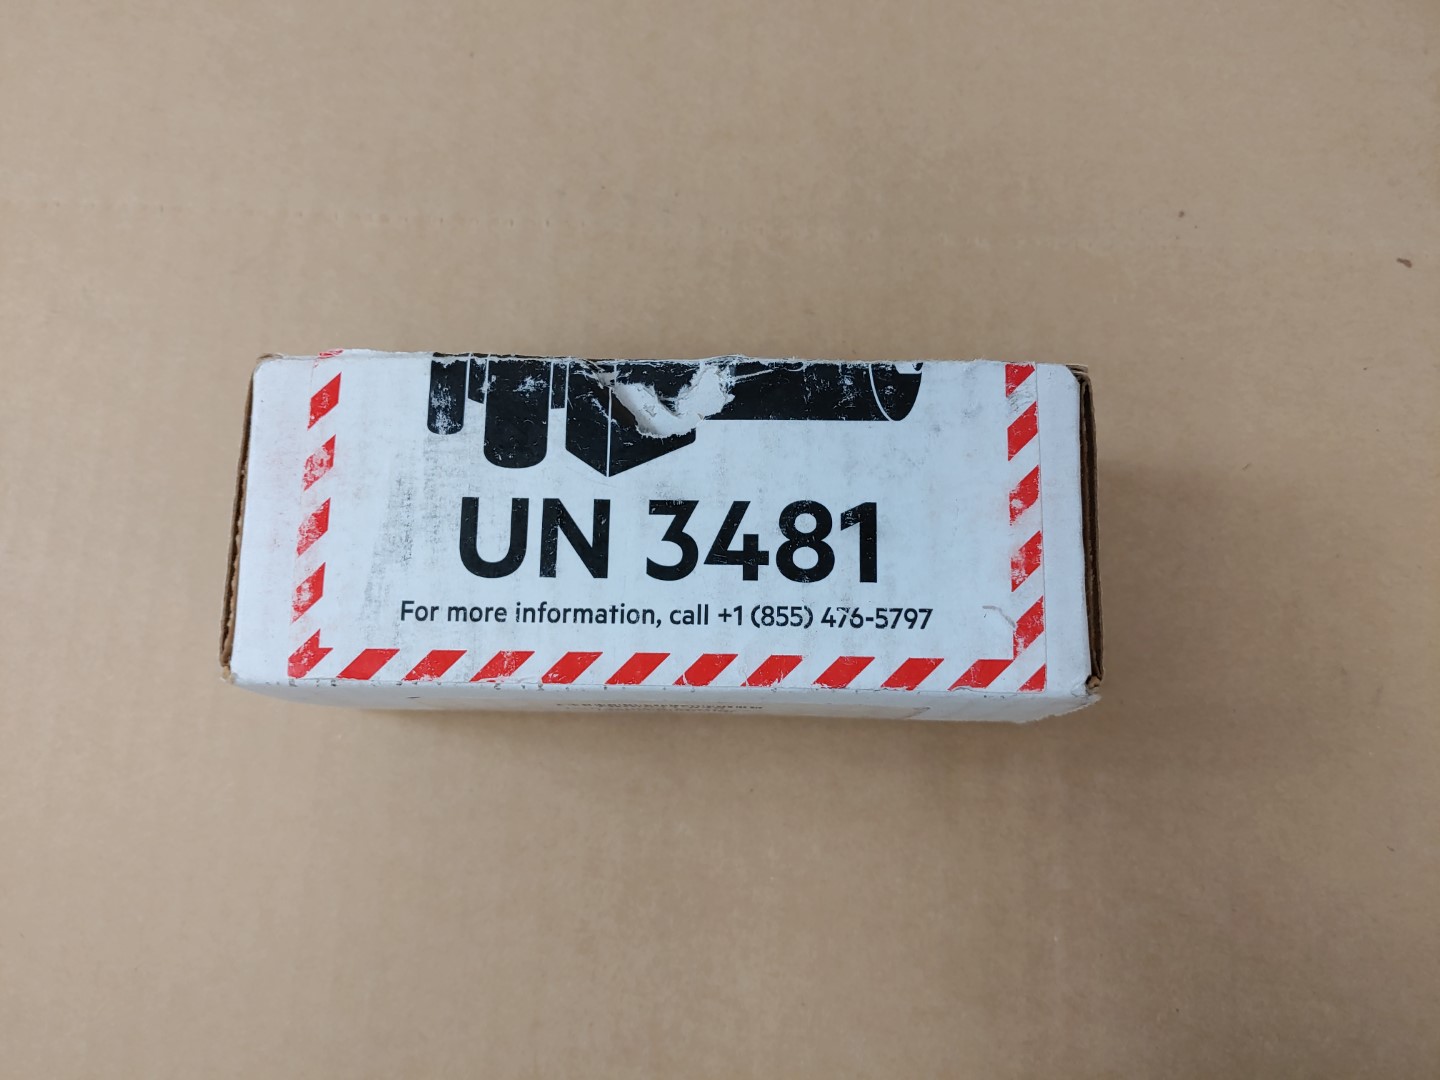 UN 3481
For more information, call +1 (855) 476-5797